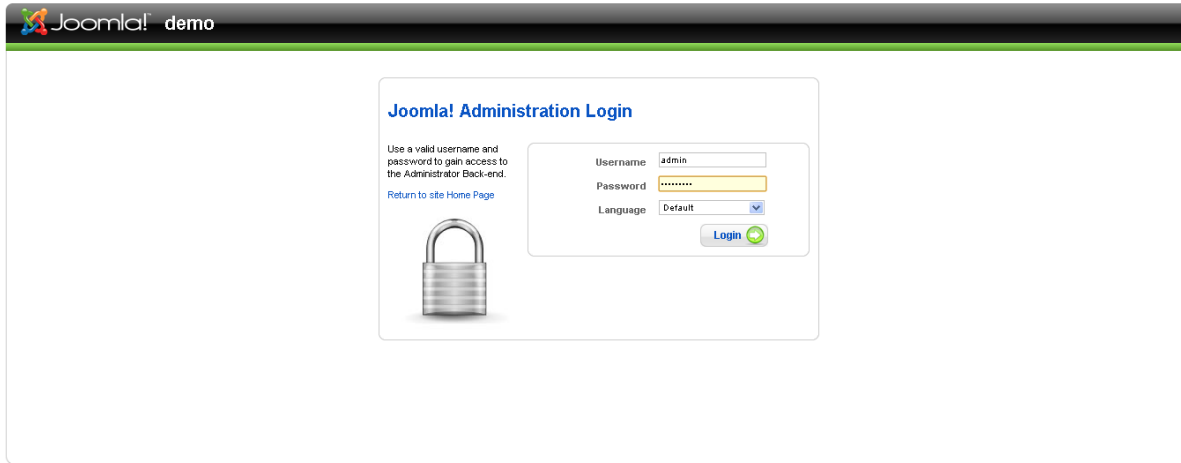 Joomla!™ demo
Joomla! Administration Login
Use a valid username and
password to gain access to
the Administrator Back-end.
Return to site Home Page
Username admin
Password •••••••••
Language Default
Login